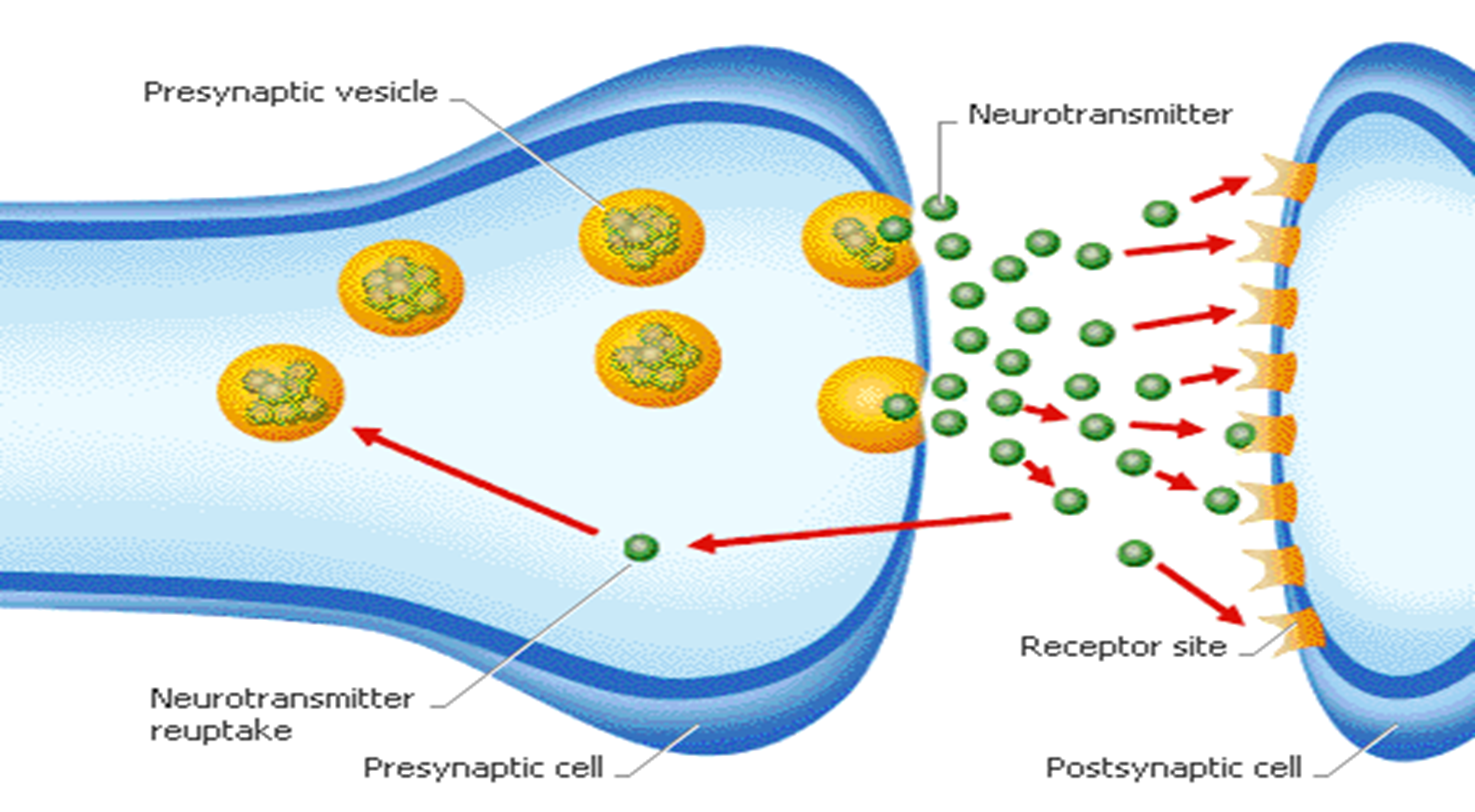 Presynaptic vesicle
Neurotransmitter
Receptor site
Neurotransmitter
reuptake
Presynaptic cell
Postsynaptic cell